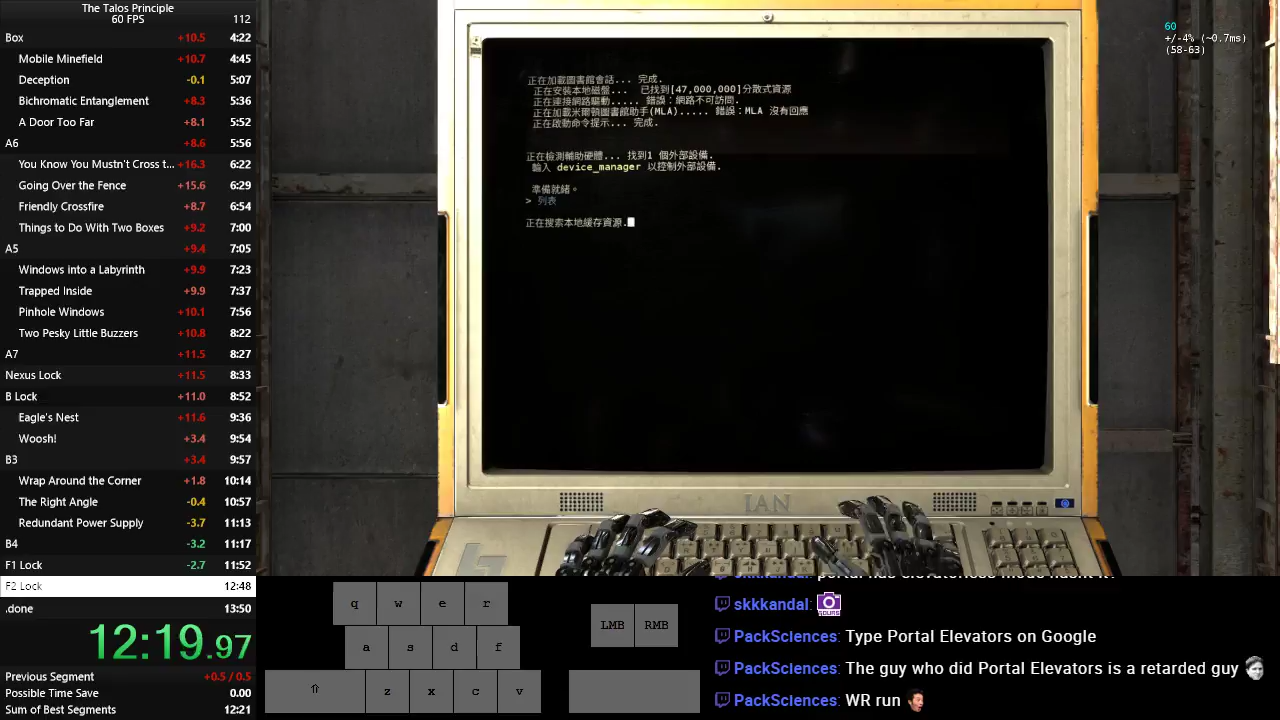 The Talos Principle
60 FPS 112
Box +10.5 4:22
Mobile Minefield +10.7 4:45
Deception -0.1 5:07
Bichromatic Entanglement +8.3 5:36
A Door Too Far +8.1 5:52
A6 +8.6 5:56
You Know You Mustn't Cross t... +16.3 6:22
Going Over the Fence +15.6 6:29
Friendly Crossfire +8.7 6:54
Things to Do With Two Boxes +9.2 7:00
A5 +9.4 7:05
Windows into a Labyrinth +9.9 7:23
Trapped Inside +9.9 7:37
Pinhole Windows +10.1 7:56
Two Pesky Little Buzzers +10.8 8:22
A7 +11.5 8:27
Nexus Lock +11.5 8:33
B Lock +11.0 8:52
Eagle's Nest +11.6 9:36
Woosh! +3.4 9:54
B3 +3.4 9:57
Wrap Around the Corner +1.8 10:14
The Right Angle -0.4 10:57
Redundant Power Supply -3.7 11:13
B4 -3.2 11:17
F1 Lock -2.7 11:52
F2 Lock 12:48
.done 13:50
12:19.97
Previous Segment +0.5 / 0.5
Possible Time Save 0.00
Sum of Best Segments 12:21
正在加載圖書館會話... 完成.
正在安裝本地磁盤... 已找到[47,000,000]分散式資源
正在連接網路驅動..... 錯誤：網路不可訪問.
正在載入米爾頓圖書館助手(MLA)..... 錯誤：MLA 沒有回應
正在啟動命令提示... 完成.
正在檢測輔助硬體... 找到1 個外部設備.
輸入 device_manager 以控制外部設備.
準備就緒。
> 列表
正在搜索本地緩存資源.
IAN
60
+/-4% (~0.7ms)
(58-63)
q w e r
a s d f
⇧ z x c v
LMB RMB
skkkandal: portal has elevatorless mode hasnt it?
skkkandal:
PackSciences: Type Portal Elevators on Google
PackSciences: The guy who did Portal Elevators is a retarded guy
PackSciences: WR run